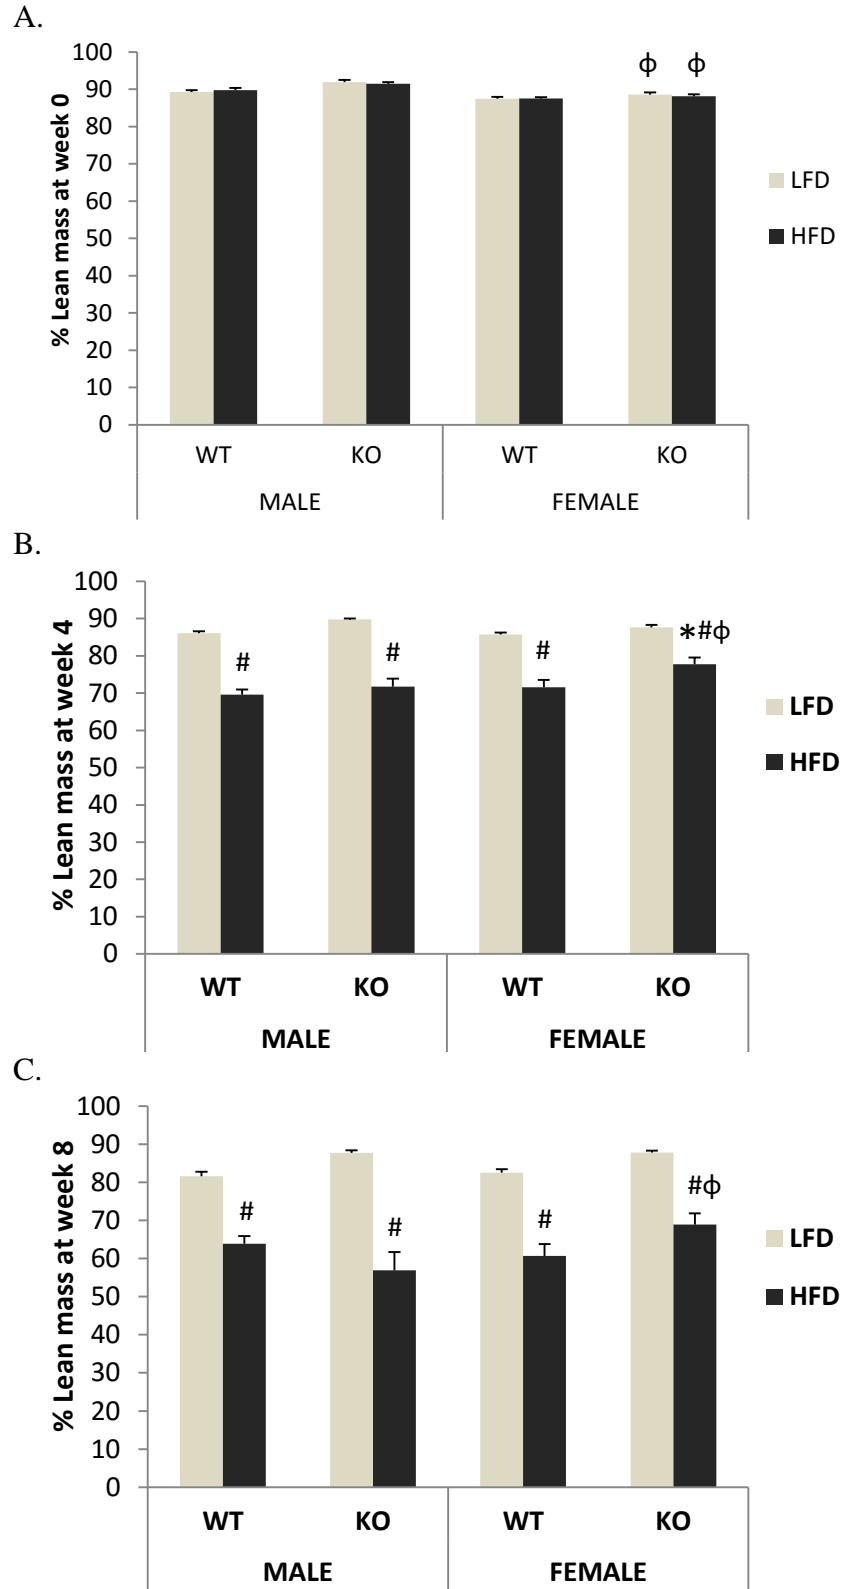 A.
% Lean mass at week 0
100
90
80
70
60
50
40
30
20
10
0
ϕ ϕ
LFD
HFD
WT KO WT KO
MALE FEMALE
B.
% Lean mass at week 4
100
90
80
70
60
50
40
30
20
10
0
# # # *#ϕ
LFD
HFD
WT KO WT KO
MALE FEMALE
C.
% Lean mass at week 8
100
90
80
70
60
50
40
30
20
10
0
# # # #ϕ
LFD
HFD
WT KO WT KO
MALE FEMALE